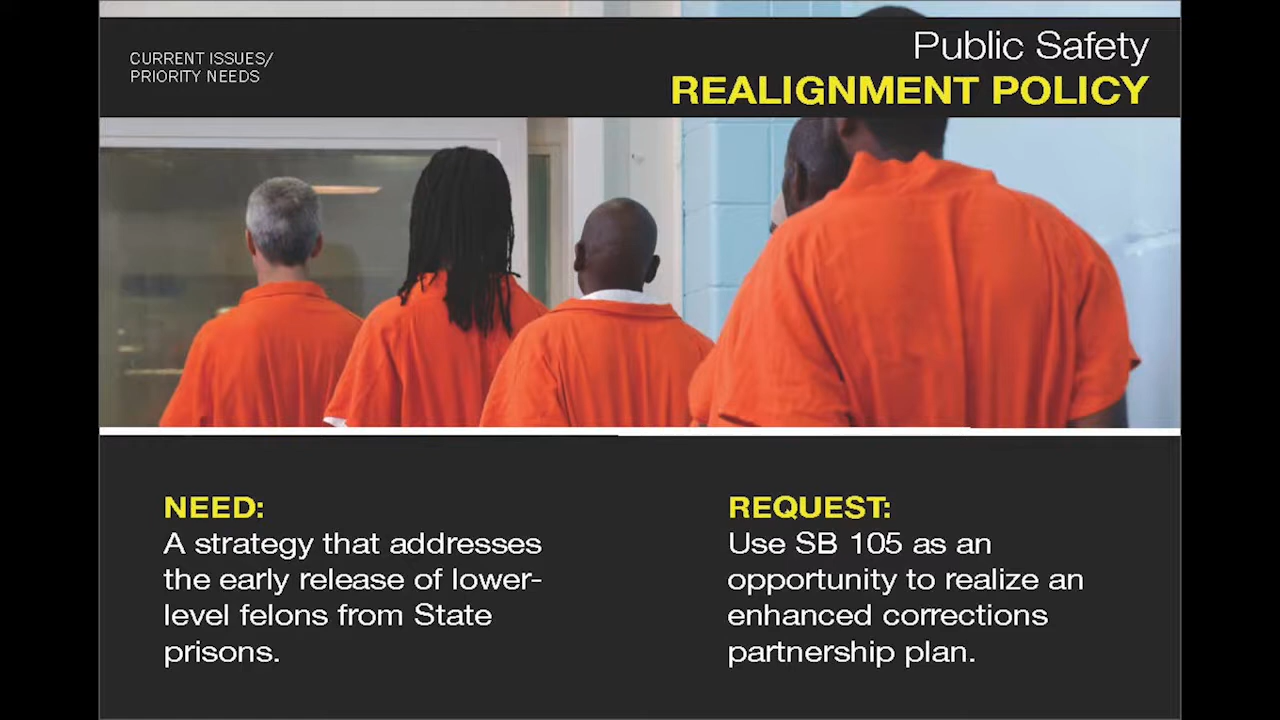 CURRENT ISSUES/
PRIORITY NEEDS
Public Safety
REALIGNMENT POLICY
NEED:
A strategy that addresses
the early release of lower-
level felons from State
prisons.
REQUEST:
Use SB 105 as an
opportunity to realize an
enhanced corrections
partnership plan.